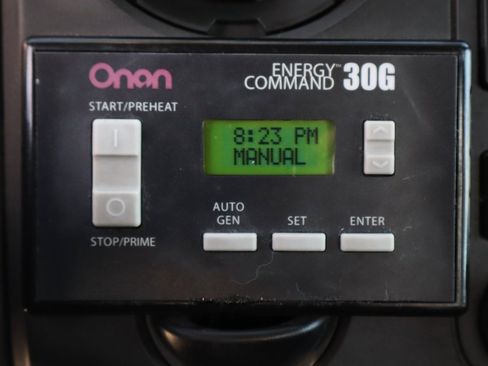 Onan
ENERGY™
COMMAND 30G
START/PREHEAT
I
O
STOP/PRIME
8:23 PM
MANUAL
AUTO
GEN
SET
ENTER